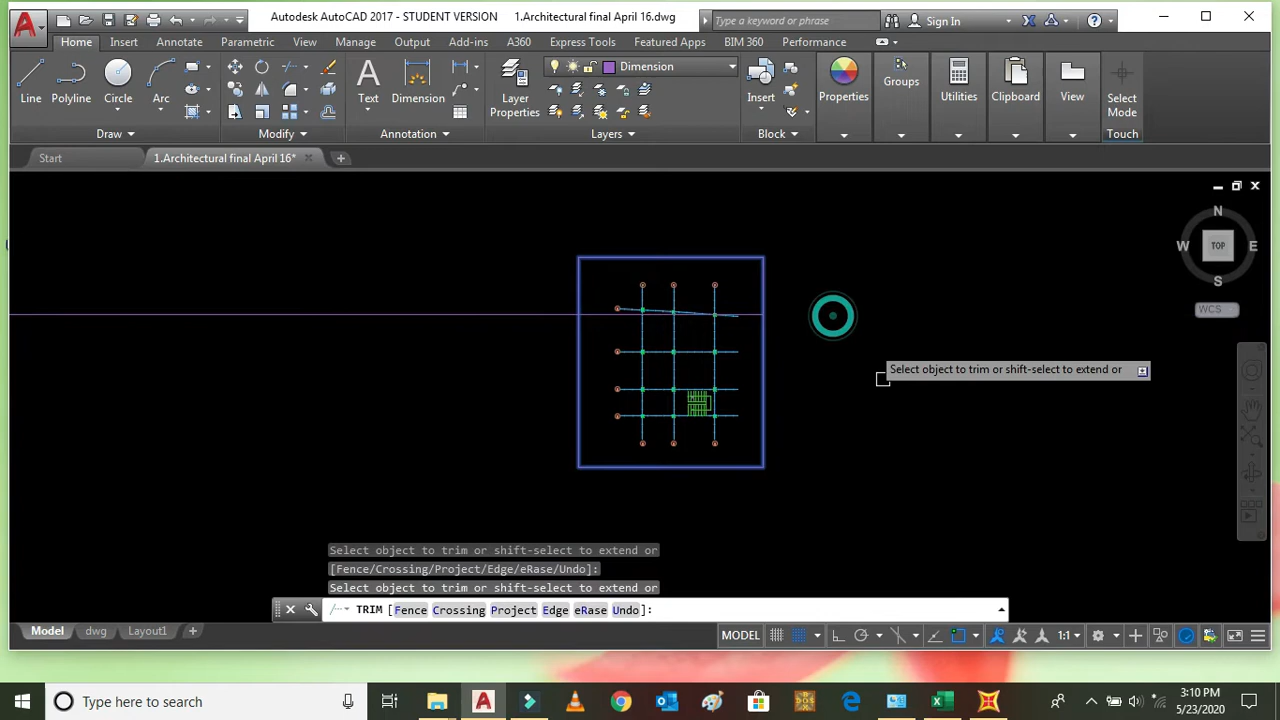 Autodesk AutoCAD 2017 - STUDENT VERSION 1.Architectural final April 16.dwg Type a keyword or phrase Sign In
Home Insert Annotate Parametric View Manage Output Add-ins A360 Express Tools Featured Apps BIM 360 Performance
Dimension
Line Polyline Circle Arc Text Dimension Layer Properties Insert Properties Groups Utilities Clipboard View Select Mode
Draw Modify Annotation Layers Block Touch
Start 1.Architectural final April 16*
N
W TOP E
S
WCS
Select object to trim or shift-select to extend or
Select object to trim or shift-select to extend or
[Fence/Crossing/Project/Edge/eRase/Undo]:
Select object to trim or shift-select to extend or
TRIM [Fence Crossing Project Edge eRase Undo]:
Model dwg Layout1 MODEL 1:1
Type here to search
3:10 PM
5/23/2020